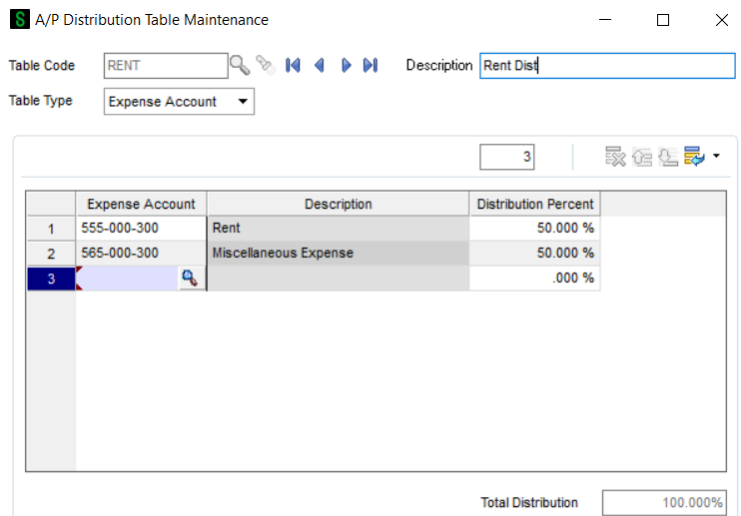 S A/P Distribution Table Maintenance
Table Code RENT Description Rent Dist
Table Type Expense Account
3
Expense Account Description Distribution Percent
1 555-000-300 Rent 50.000 %
2 565-000-300 Miscellaneous Expense 50.000 %
3 .000 %
Total Distribution 100.000%